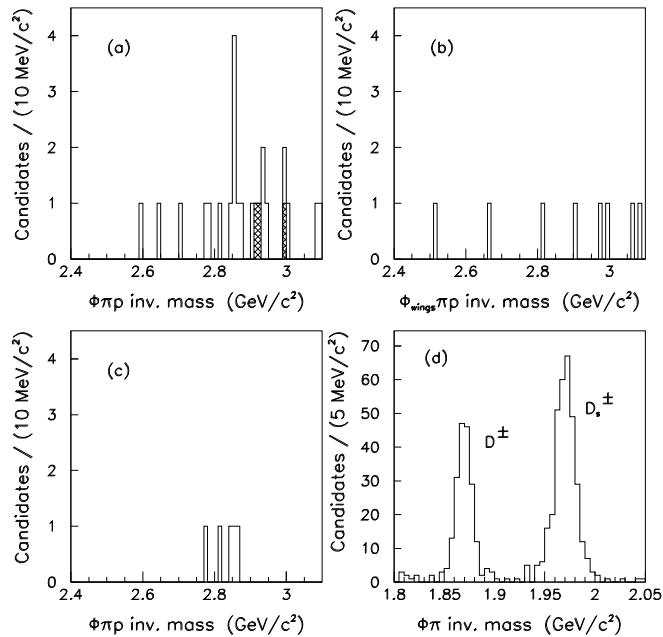 Candidates / (10 MeV/c²)
(a)
4
3
2
1
0
2.4 2.6 2.8 3
Φπp inv. mass (GeV/c²)
Candidates / (10 MeV/c²)
(b)
4
3
2
1
0
2.4 2.6 2.8 3
Φwingsπp inv. mass (GeV/c²)
Candidates / (10 MeV/c²)
(c)
4
3
2
1
0
2.4 2.6 2.8 3
Φπp inv. mass (GeV/c²)
Candidates / (5 MeV/c²)
(d)
70
60
50
40
30
20
10
0
D±
Ds±
1.8 1.85 1.9 1.95 2 2.05
Φπ inv. mass (GeV/c²)